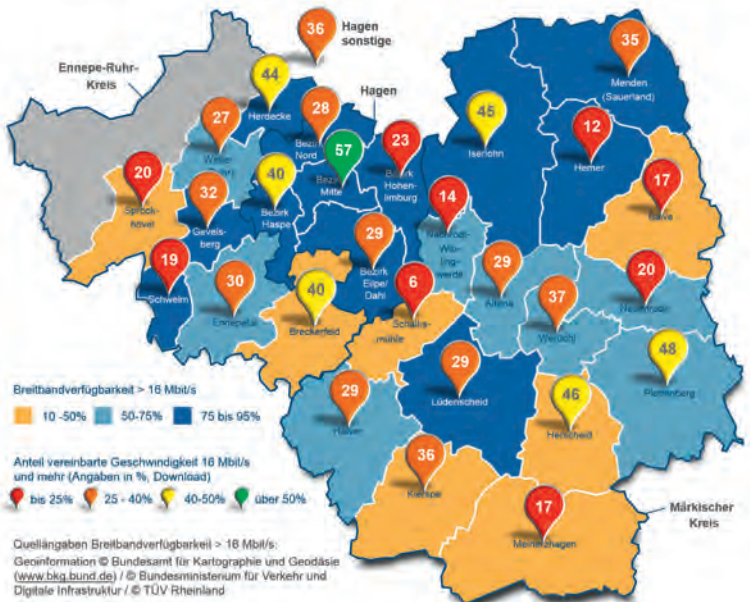 36
Hagen
sonstige
35
Ennepe-Ruhr-
Kreis
44
Menden
(Sauerland)
Hagen
Herdecke
28
45
27
12
23
57
Bezirk
Nord
Iserlohn
Hemer
20
40
Bezirk
Mitte
Bezirk
Hohen-
limburg
17
32
14
Sprock-
hövel
Gevels-
berg
Bezirk
Haspe
Balve
29
19
29
20
30
Bezirk
Eilpe/
Dahl
6
40
37
Schwelm
Altena
Neuenrade
Ennepetal
Breckerfeld
Schalks-
mühle
Werdohl
48
29
Breitbandverfügbarkeit > 16 Mbit/s
46
Plettenberg
10 -50%
50-75%
75 bis 95%
29
Lüdenscheid
Halver
Herscheid
Anteil vereinbarte Geschwindigkeit 16 Mbit/s
und mehr (Angaben in %, Download)
36
bis 25%
25 - 40%
40-50%
über 50%
Kierspe
17
Märkischer
Kreis
Meinerzhagen
Quellangaben Breitbandverfügbarkeit > 16 Mbit/s:
Geoinformation © Bundesamt für Kartographie und Geodäsie
(www.bkg.bund.de) / © Bundesministerium für Verkehr und
Digitale Infrastruktur / © TÜV Rheinland